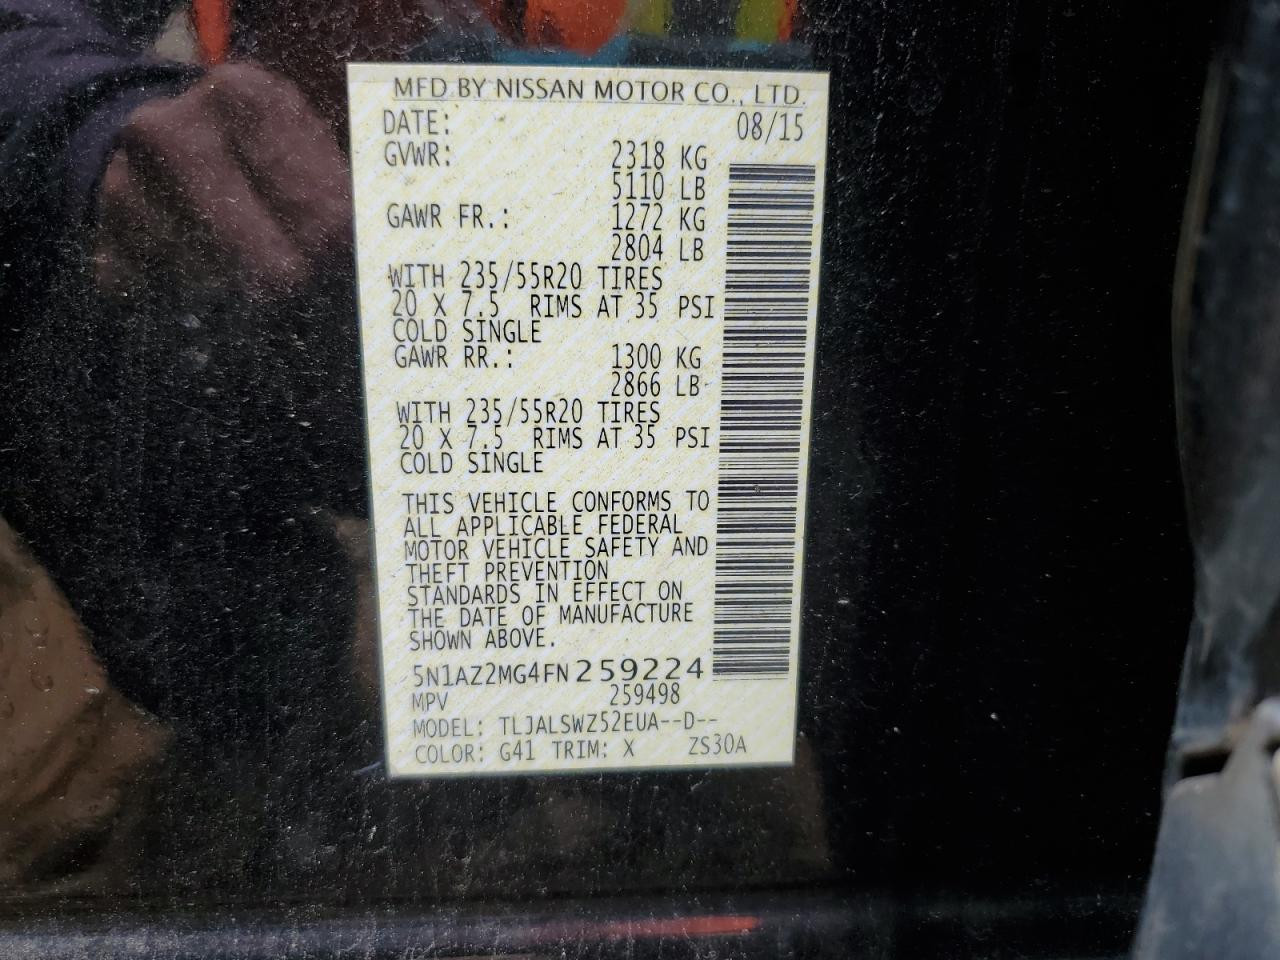 MFD BY NISSAN MOTOR CO., LTD.
DATE: 08/15
GVWR: 2318 KG
5110 LB
GAWR FR.: 1272 KG
2804 LB
WITH 235/55R20 TIRES
20 X 7.5 RIMS AT 35 PSI
COLD SINGLE
GAWR RR.: 1300 KG
2866 LB
WITH 235/55R20 TIRES
20 X 7.5 RIMS AT 35 PSI
COLD SINGLE
THIS VEHICLE CONFORMS TO
ALL APPLICABLE FEDERAL
MOTOR VEHICLE SAFETY AND
THEFT PREVENTION
STANDARDS IN EFFECT ON
THE DATE OF MANUFACTURE
SHOWN ABOVE.
5N1AZ2MG4FN259224
MPV 259498
MODEL: TLJALSWZ52EUA--D--
COLOR: G41 TRIM: X ZS30A